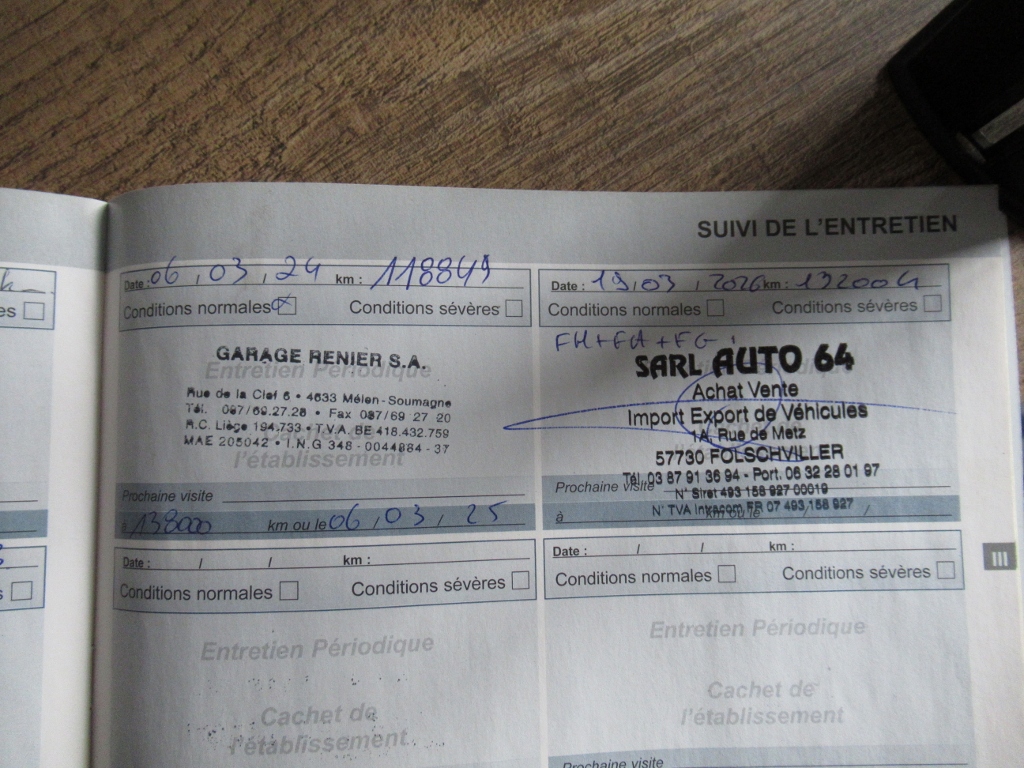 SUIVI DE L'ENTRETIEN
Date : 06 , 03 , 24 km : 118849
Conditions normales Conditions sévères
Entretien Périodique
GARAGE RENIER S.A.
Rue de la Clef 6 • 4633 Mélen-Soumagne
Tél. 087/69.27.28 • Fax 087/69 27 20
R.C. Liège 194.733 • T.V.A. BE 418.432.759
MAE 205042 • I.N.G 348 - 0044884 - 37
l'établissement
Prochaine visite
à 138000 km ou le 06 , 03 , 25
Date : / / km :
Conditions normales Conditions sévères
Entretien Périodique
Cachet de
l'établissement
Date : 19 , 03 , 2026 km :
Conditions normales Conditions sévères
SARL AUTO 64
Achat Vente
Import Export de Véhicules
1A, Rue de Metz
57730 FOLSCHVILLER
Tél. 03 87 91 36 94 - Port. 06 32 28 01 97
Prochaine visite
N° Siret 493 158 927 00019
N° TVA Intracom FR 07 493 158 927
à km ou le
Date : / / km :
Conditions normales Conditions sévères
Entretien Périodique
Cachet de
l'établissement
Prochaine visite
III